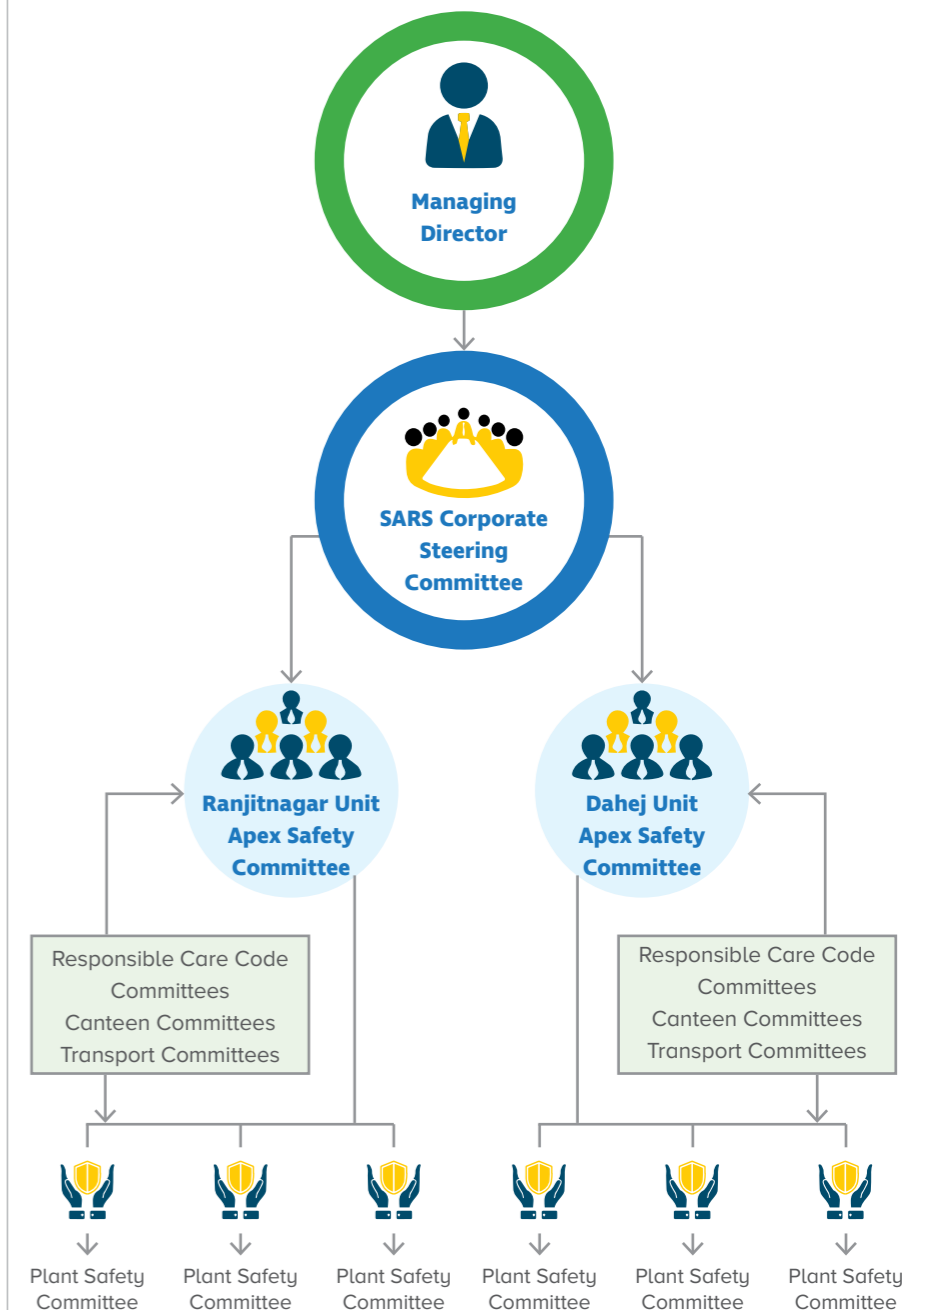 Managing
Director
SARS Corporate
Steering
Committee
Ranjitnagar Unit
Apex Safety
Committee
Dahej Unit
Apex Safety
Committee
Responsible Care Code
Committees
Canteen Committees
Transport Committees
Responsible Care Code
Committees
Canteen Committees
Transport Committees
Plant Safety
Committee
Plant Safety
Committee
Plant Safety
Committee
Plant Safety
Committee
Plant Safety
Committee
Plant Safety
Committee